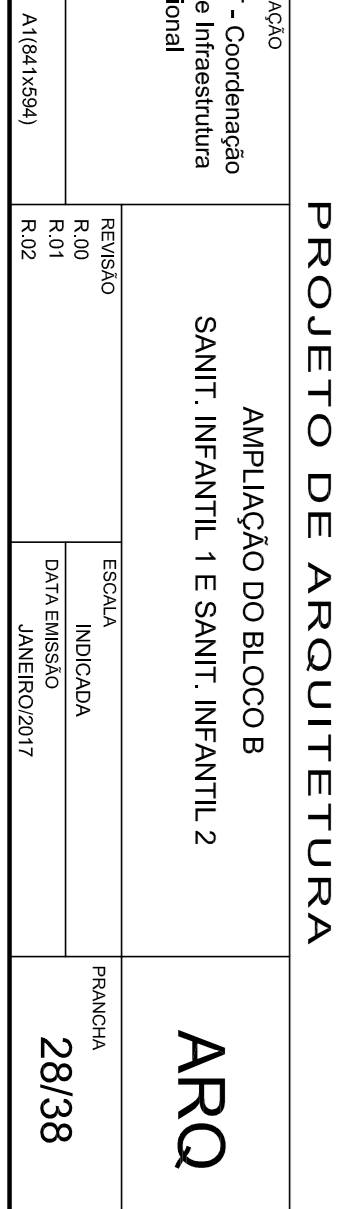 PROJETO DE ARQUITETURA
AÇÃO
- Coordenação
e Infraestrutura
ional
A1(841x594)
AMPLIAÇÃO DO BLOCO B
SANIT. INFANTIL 1 E SANIT. INFANTIL 2
ARQ
REVISÃO
R.00
R.01
R.02
ESCALA
INDICADA
DATA EMISSÃO
JANEIRO/2017
PRANCHA
28/38